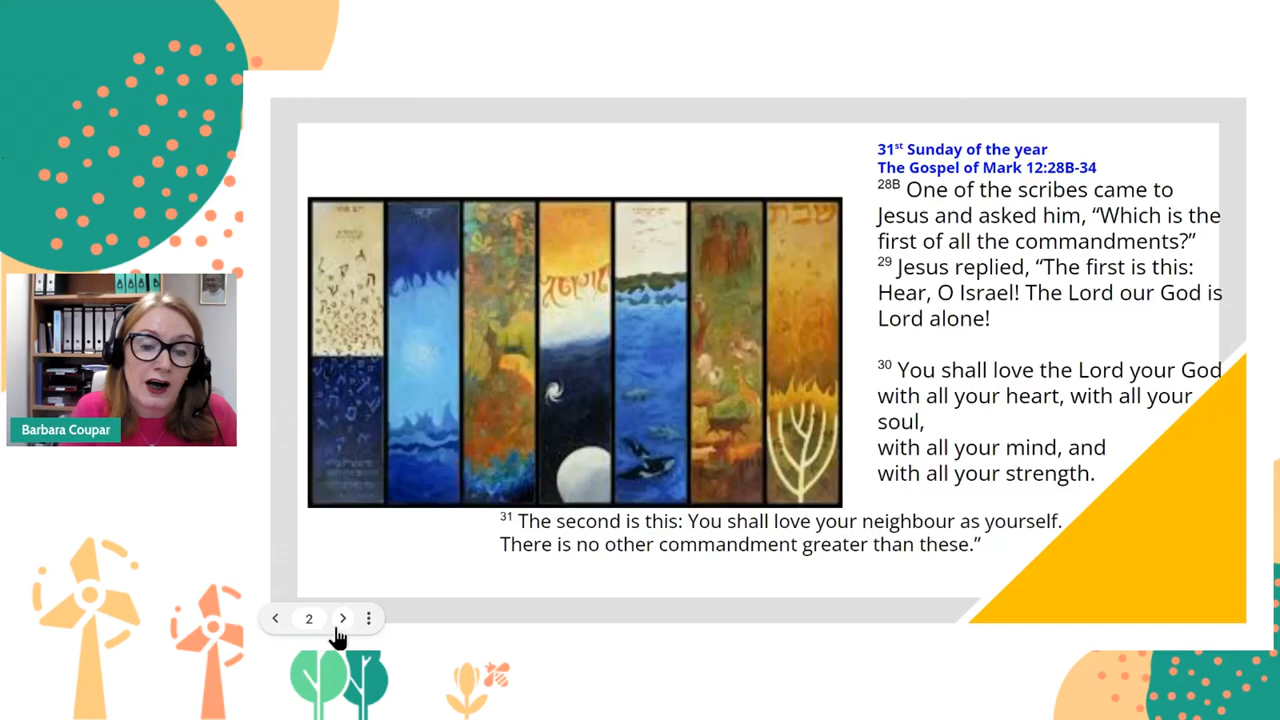 31st Sunday of the year
The Gospel of Mark 12:28B-34
28B One of the scribes came to
Jesus and asked him, “Which is the
first of all the commandments?”
29 Jesus replied, “The first is this:
Hear, O Israel! The Lord our God is
Lord alone!
30 You shall love the Lord your God
with all your heart, with all your
soul,
with all your mind, and
with all your strength.
31 The second is this: You shall love your neighbour as yourself.
There is no other commandment greater than these.”
שבת
Barbara Coupar
2